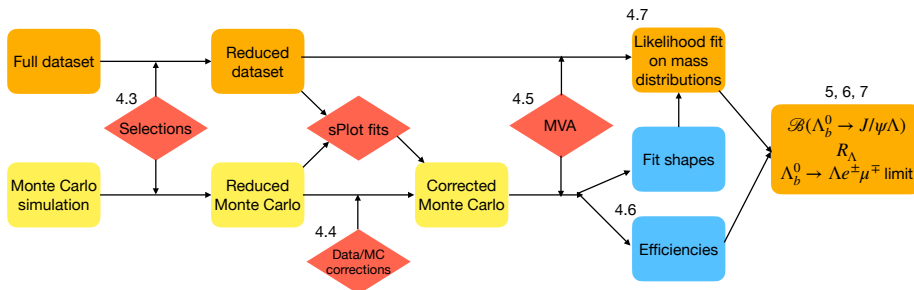 4.7
Full dataset
Reduced
dataset
Likelihood fit
on mass
distributions
4.3
4.5
5, 6, 7
Selections
sPlot fits
MVA
ℬ(Λ_b^0 → J/ψΛ)
R_Λ
Λ_b^0 → Λe^±μ^∓ limit
Fit shapes
Monte Carlo
simulation
Reduced
Monte Carlo
Corrected
Monte Carlo
4.6
4.4
Efficiencies
Data/MC
corrections